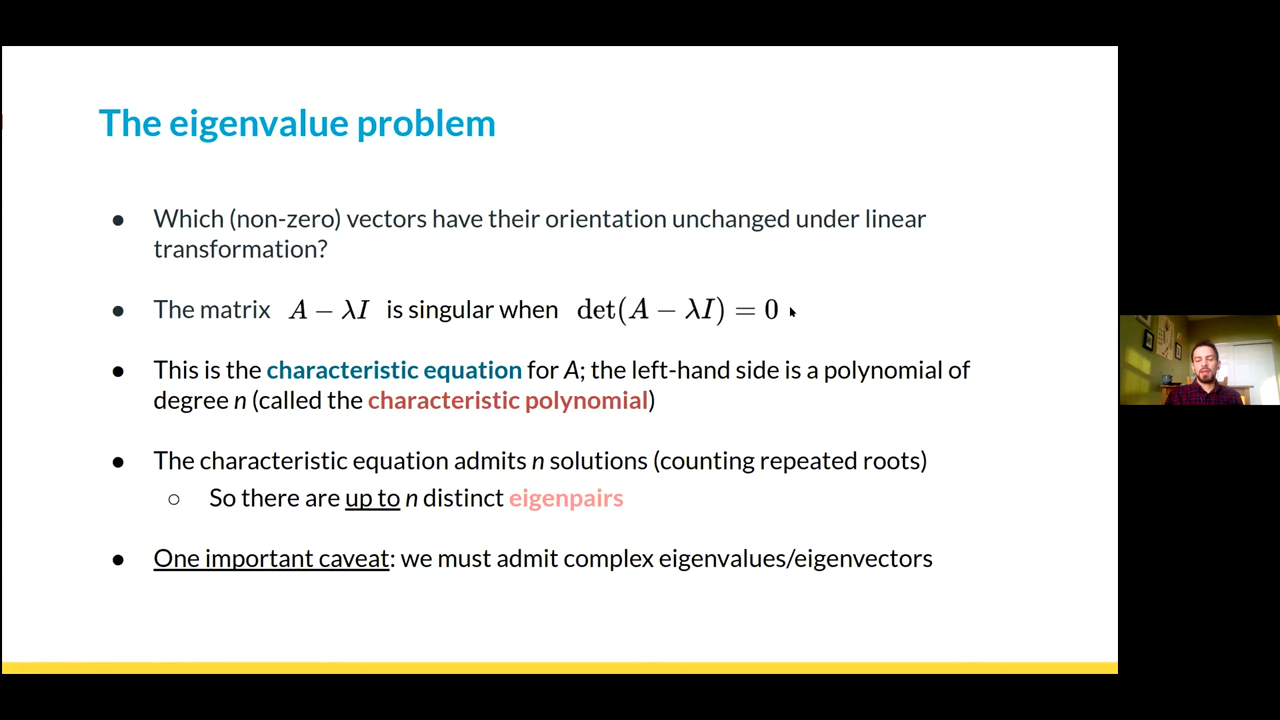 The eigenvalue problem
● Which (non-zero) vectors have their orientation unchanged under linear
transformation?
● The matrix A − λI is singular when det(A − λI) = 0
● This is the characteristic equation for A; the left-hand side is a polynomial of
degree n (called the characteristic polynomial)
● The characteristic equation admits n solutions (counting repeated roots)
○ So there are up to n distinct eigenpairs
● One important caveat: we must admit complex eigenvalues/eigenvectors